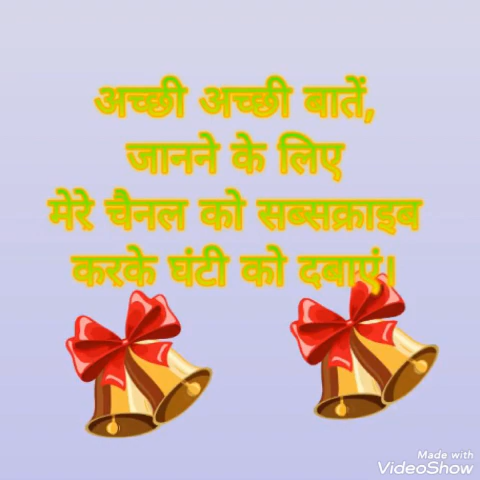 अच्छी अच्छी बातें,
जानने के लिए
मेरे चैनल को सब्सक्राइब
करके घंटी को दबाएं।
Made with
VideoShow